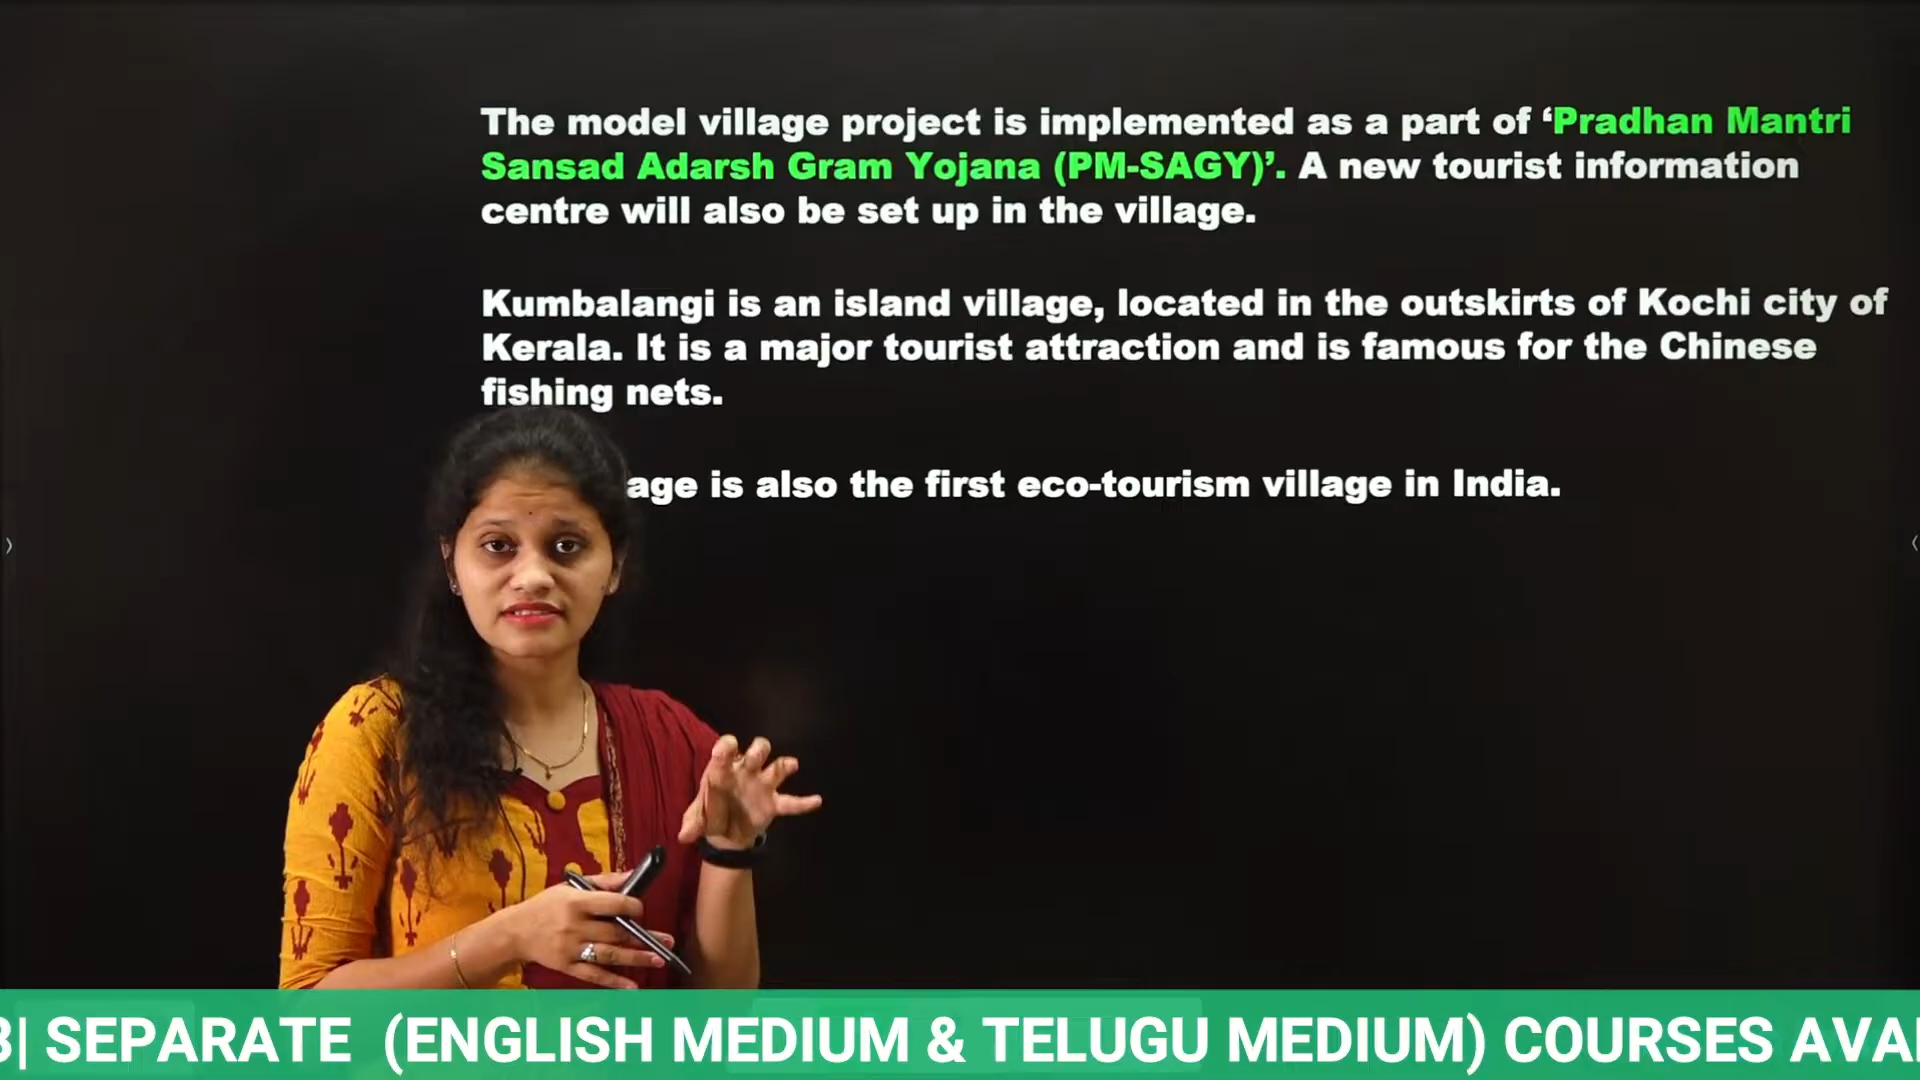 The model village project is implemented as a part of ‘Pradhan Mantri
Sansad Adarsh Gram Yojana (PM-SAGY)’. A new tourist information
centre will also be set up in the village.
Kumbalangi is an island village, located in the outskirts of Kochi city of
Kerala. It is a major tourist attraction and is famous for the Chinese
fishing nets.
age is also the first eco-tourism village in India.
| SEPARATE (ENGLISH MEDIUM & TELUGU MEDIUM) COURSES AVA